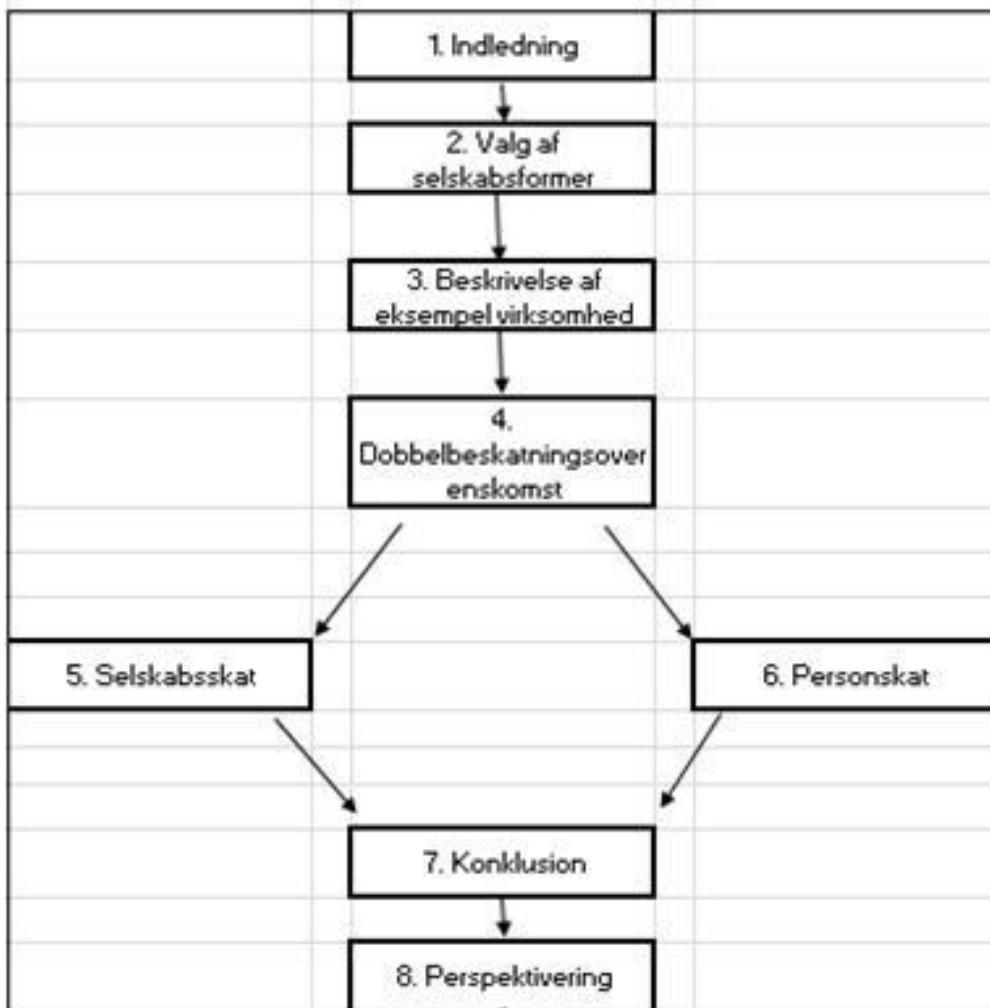 1. Indledning
2. Valg af
selskabsformer
3. Beskrivelse af
eksempel virksomhed
4.
Dobbelbeskatningsover
enskomst
5. Selskabsskat
6. Personskat
7. Konklusion
8. Perspektivering